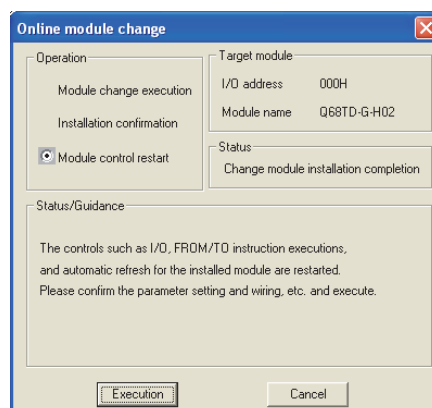 Online module change
Operation
Module change execution
Installation confirmation
Module control restart
Target module
I/O address 000H
Module name Q68TD-G-H02
Status
Change module installation completion
Status/Guidance
The controls such as I/O, FROM/TO instruction executions,
and automatic refresh for the installed module are restarted.
Please confirm the parameter setting and wiring, etc. and execute.
Execution Cancel